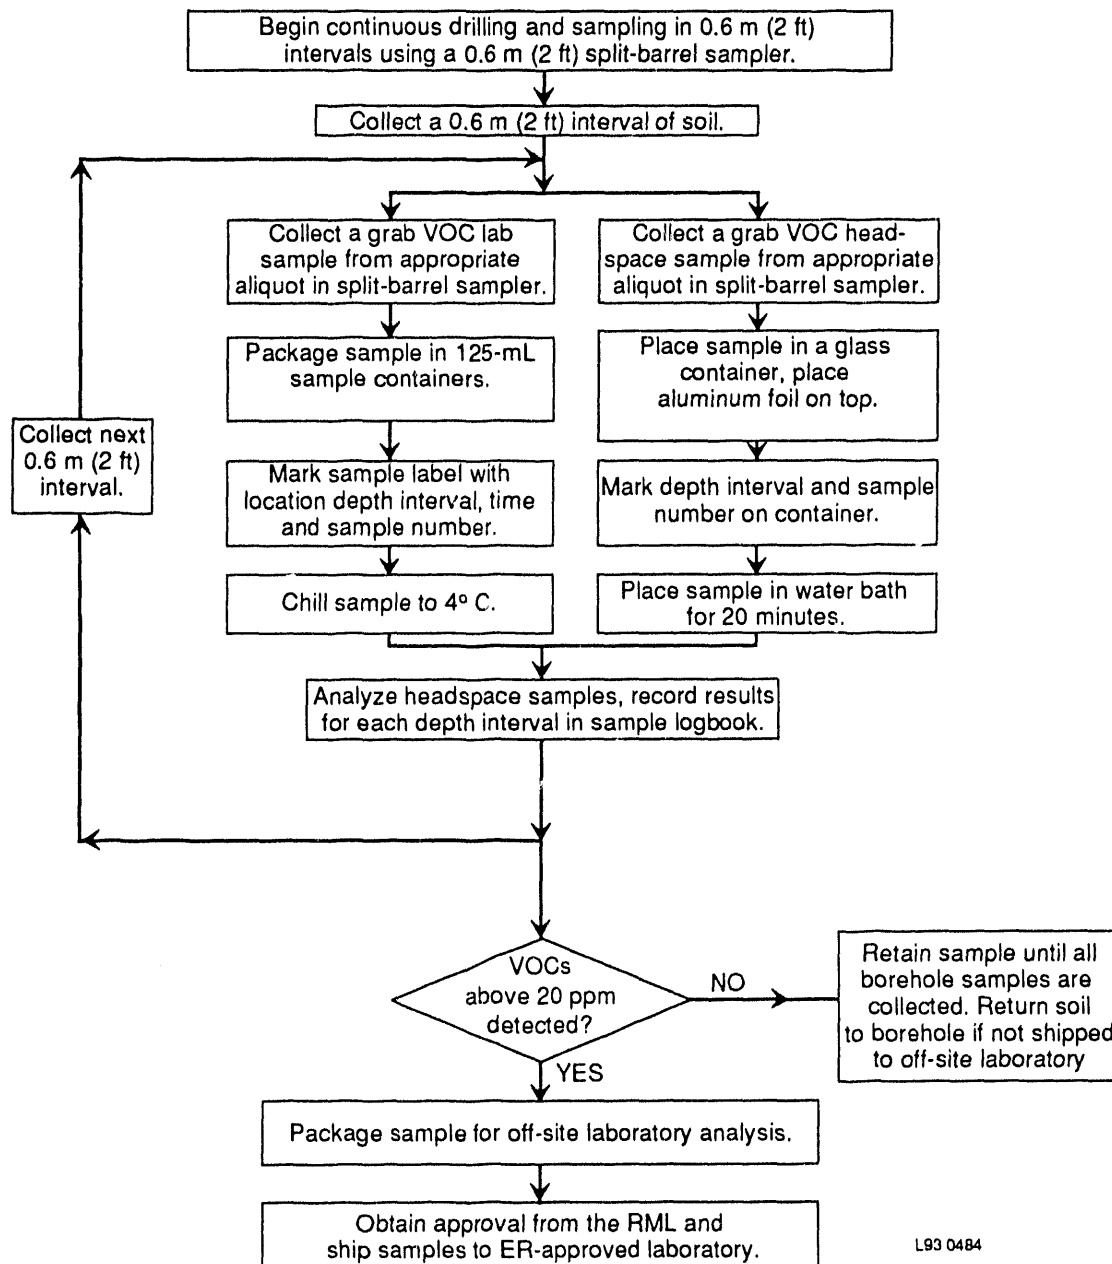 Begin continuous drilling and sampling in 0.6 m (2 ft)
intervals using a 0.6 m (2 ft) split-barrel sampler.
Collect a 0.6 m (2 ft) interval of soil.
Collect a grab VOC lab
sample from appropriate
aliquot in split-barrel sampler.
Collect a grab VOC head-
space sample from appropriate
aliquot in split-barrel sampler.
Package sample in 125-mL
sample containers.
Place sample in a glass
container, place
aluminum foil on top.
Collect next
0.6 m (2 ft)
interval.
Mark sample label with
location depth interval, time
and sample number.
Mark depth interval and sample
number on container.
Chill sample to 4° C.
Place sample in water bath
for 20 minutes.
Analyze headspace samples, record results
for each depth interval in sample logbook.
VOCs
above 20 ppm
detected?
NO
Retain sample until all
borehole samples are
collected. Return soil
to borehole if not shipped
to off-site laboratory
YES
Package sample for off-site laboratory analysis.
Obtain approval from the RML and
ship samples to ER-approved laboratory.
L93 0484